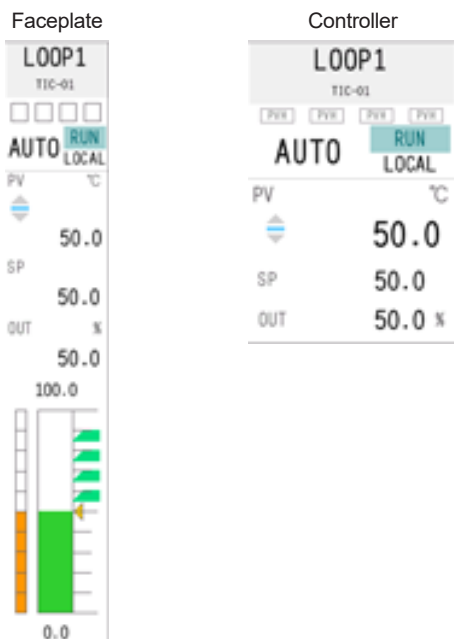 Faceplate
LOOP1
TIC-01
AUTO RUN
LOCAL
PV ℃
50.0
SP
50.0
OUT %
50.0
100.0
0.0
Controller
LOOP1
TIC-01
PVH PVH PVH PVH
AUTO RUN
LOCAL
PV ℃
50.0
SP 50.0
OUT 50.0 %